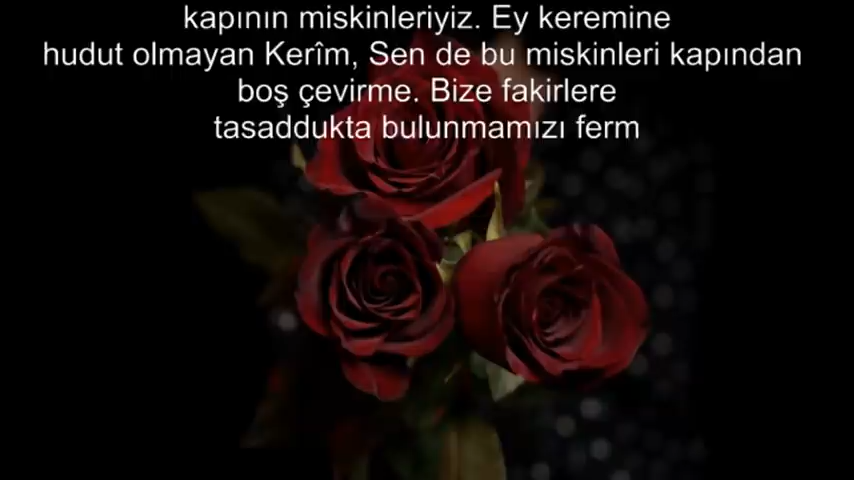 kapının miskinleriyiz. Ey keremine
hudut olmayan Kerîm, Sen de bu miskinleri kapından
boş çevirme. Bize fakirlere
tasaddukta bulunmamızı ferm